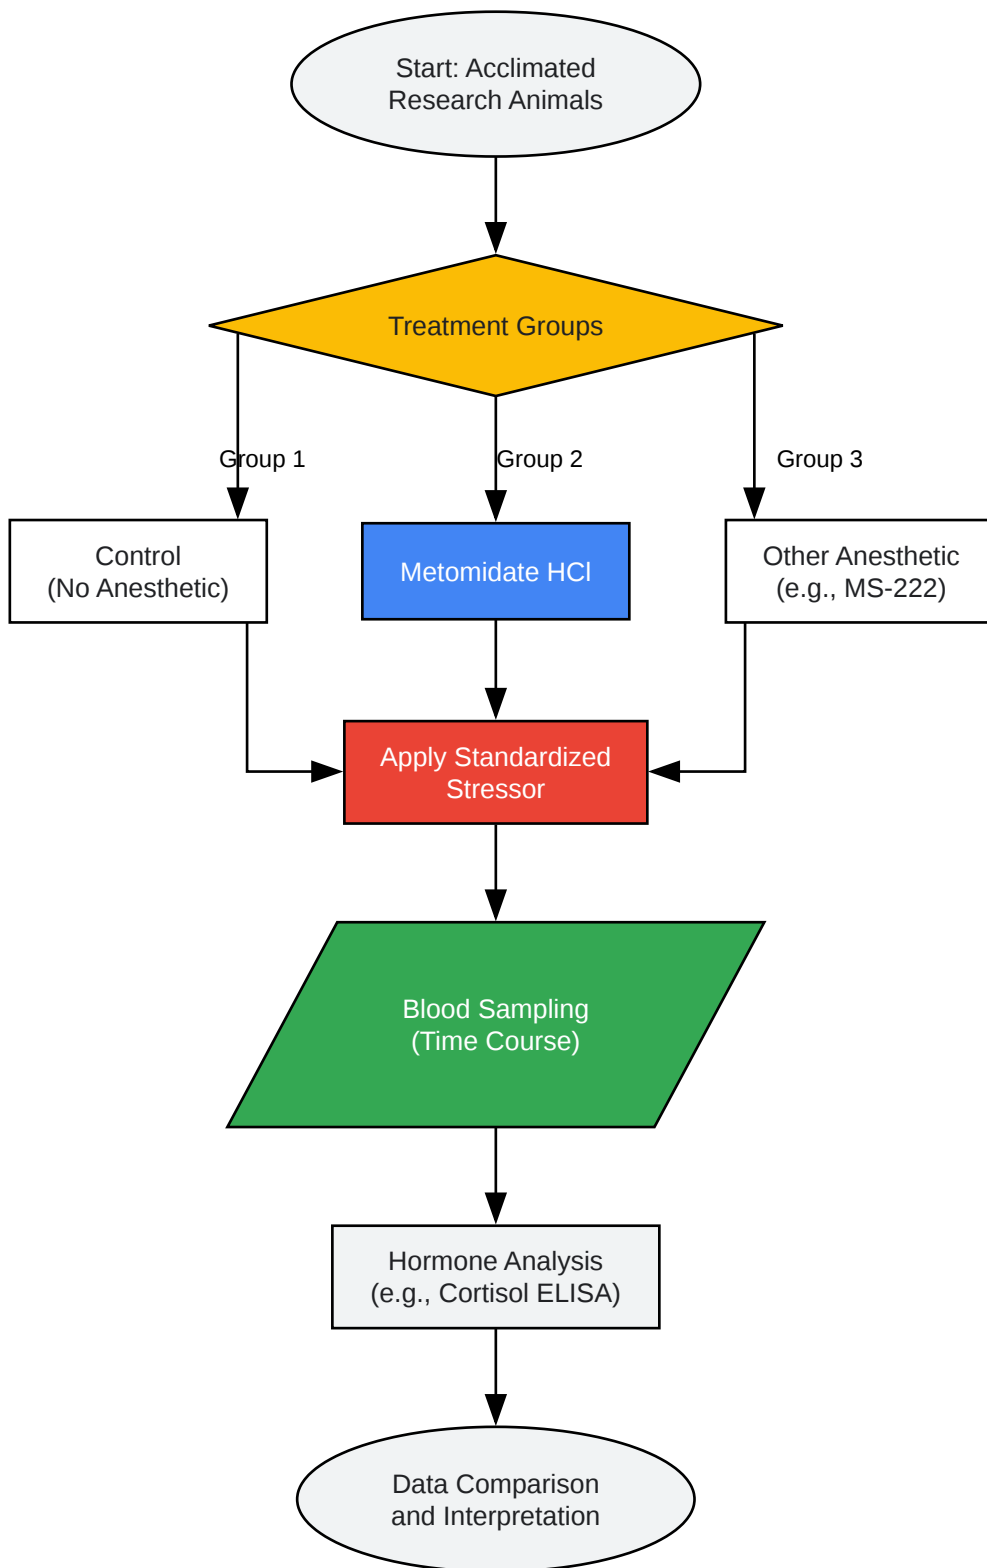 Start: Acclimated
Research Animals
Treatment Groups
Group 1
Group 2
Group 3
Control
(No Anesthetic)
Metomidate HCl
Other Anesthetic
(e.g., MS-222)
Apply Standardized
Stressor
Blood Sampling
(Time Course)
Hormone Analysis
(e.g., Cortisol ELISA)
Data Comparison
and Interpretation